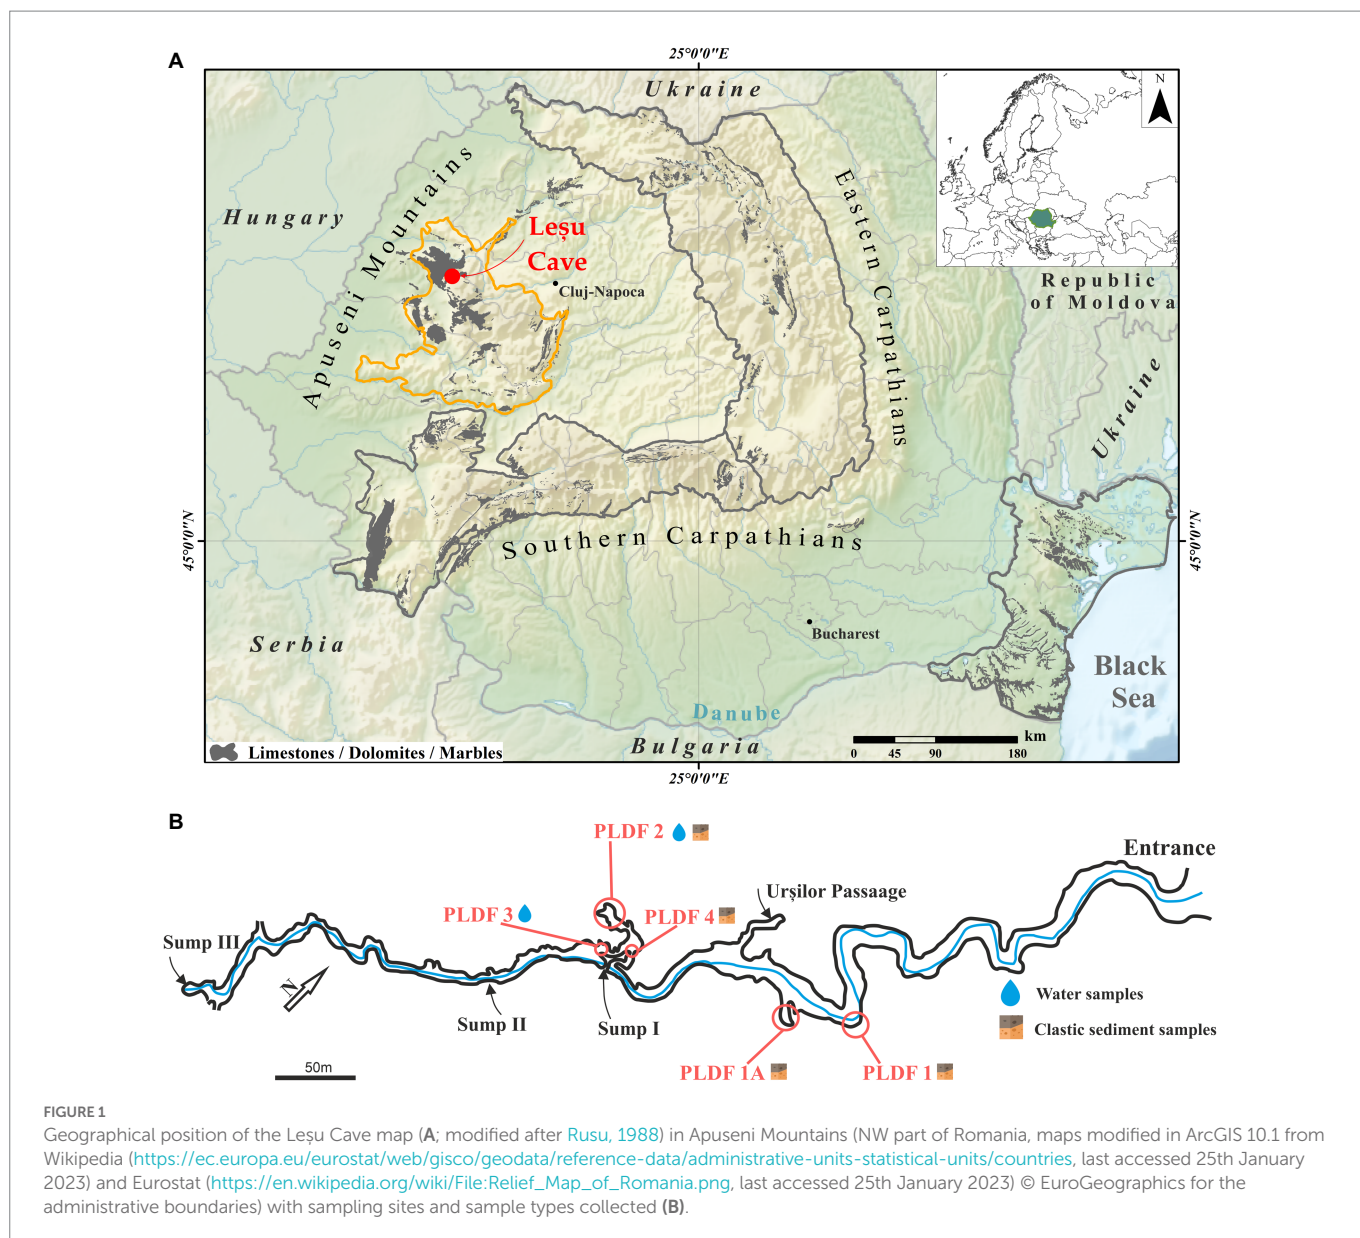 A
25°0'0"E
Ukraine
N
Hungary
Apuseni Mountains
Eastern Carpathians
Leșu
Cave
Cluj-Napoca
Republic
of Moldova
Ukraine
45°0'0"N
45°0'0"N
Southern Carpathians
Serbia
Bucharest
Black
Sea
Danube
Bulgaria
Limestones / Dolomites / Marbles
km
0 45 90 180
25°0'0"E
B
PLDF 2
Entrance
Urșilor Passaage
PLDF 3
PLDF 4
Sump III
N
Sump II
Sump I
Water samples
Clastic sediment samples
50m
PLDF 1A
PLDF 1
FIGURE 1
Geographical position of the Leșu Cave map (A; modified after Rusu, 1988) in Apuseni Mountains (NW part of Romania, maps modified in ArcGIS 10.1 from
Wikipedia (https://ec.europa.eu/eurostat/web/gisco/geodata/reference-data/administrative-units-statistical-units/countries, last accessed 25th January
2023) and Eurostat (https://en.wikipedia.org/wiki/File:Relief_Map_of_Romania.png, last accessed 25th January 2023) © EuroGeographics for the
administrative boundaries) with sampling sites and sample types collected (B).